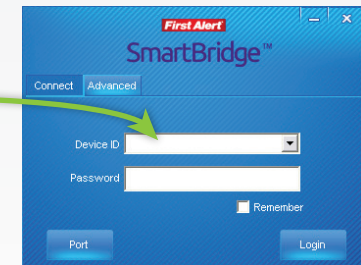 First Alert
SmartBridge™
Connect Advanced
Device ID
Password
Remember
Port Login